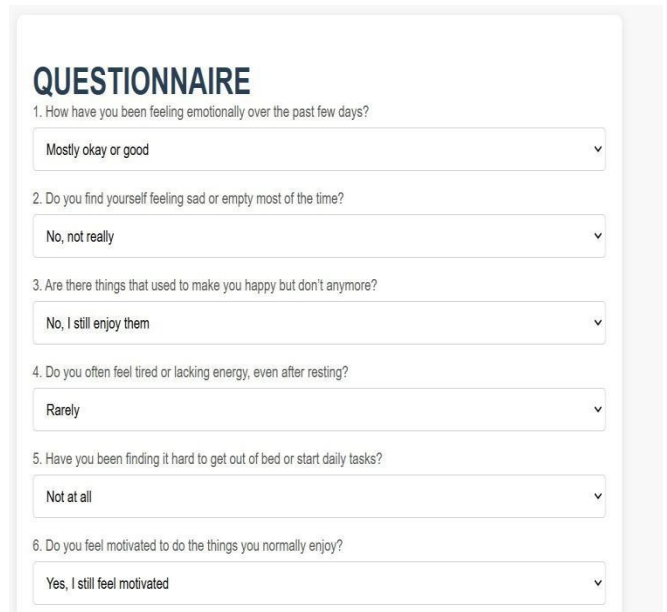 QUESTIONNAIRE
1. How have you been feeling emotionally over the past few days?
Mostly okay or good
2. Do you find yourself feeling sad or empty most of the time?
No, not really
3. Are there things that used to make you happy but don't anymore?
No, I still enjoy them
4. Do you often feel tired or lacking energy, even after resting?
Rarely
5. Have you been finding it hard to get out of bed or start daily tasks?
Not at all
6. Do you feel motivated to do the things you normally enjoy?
Yes, I still feel motivated